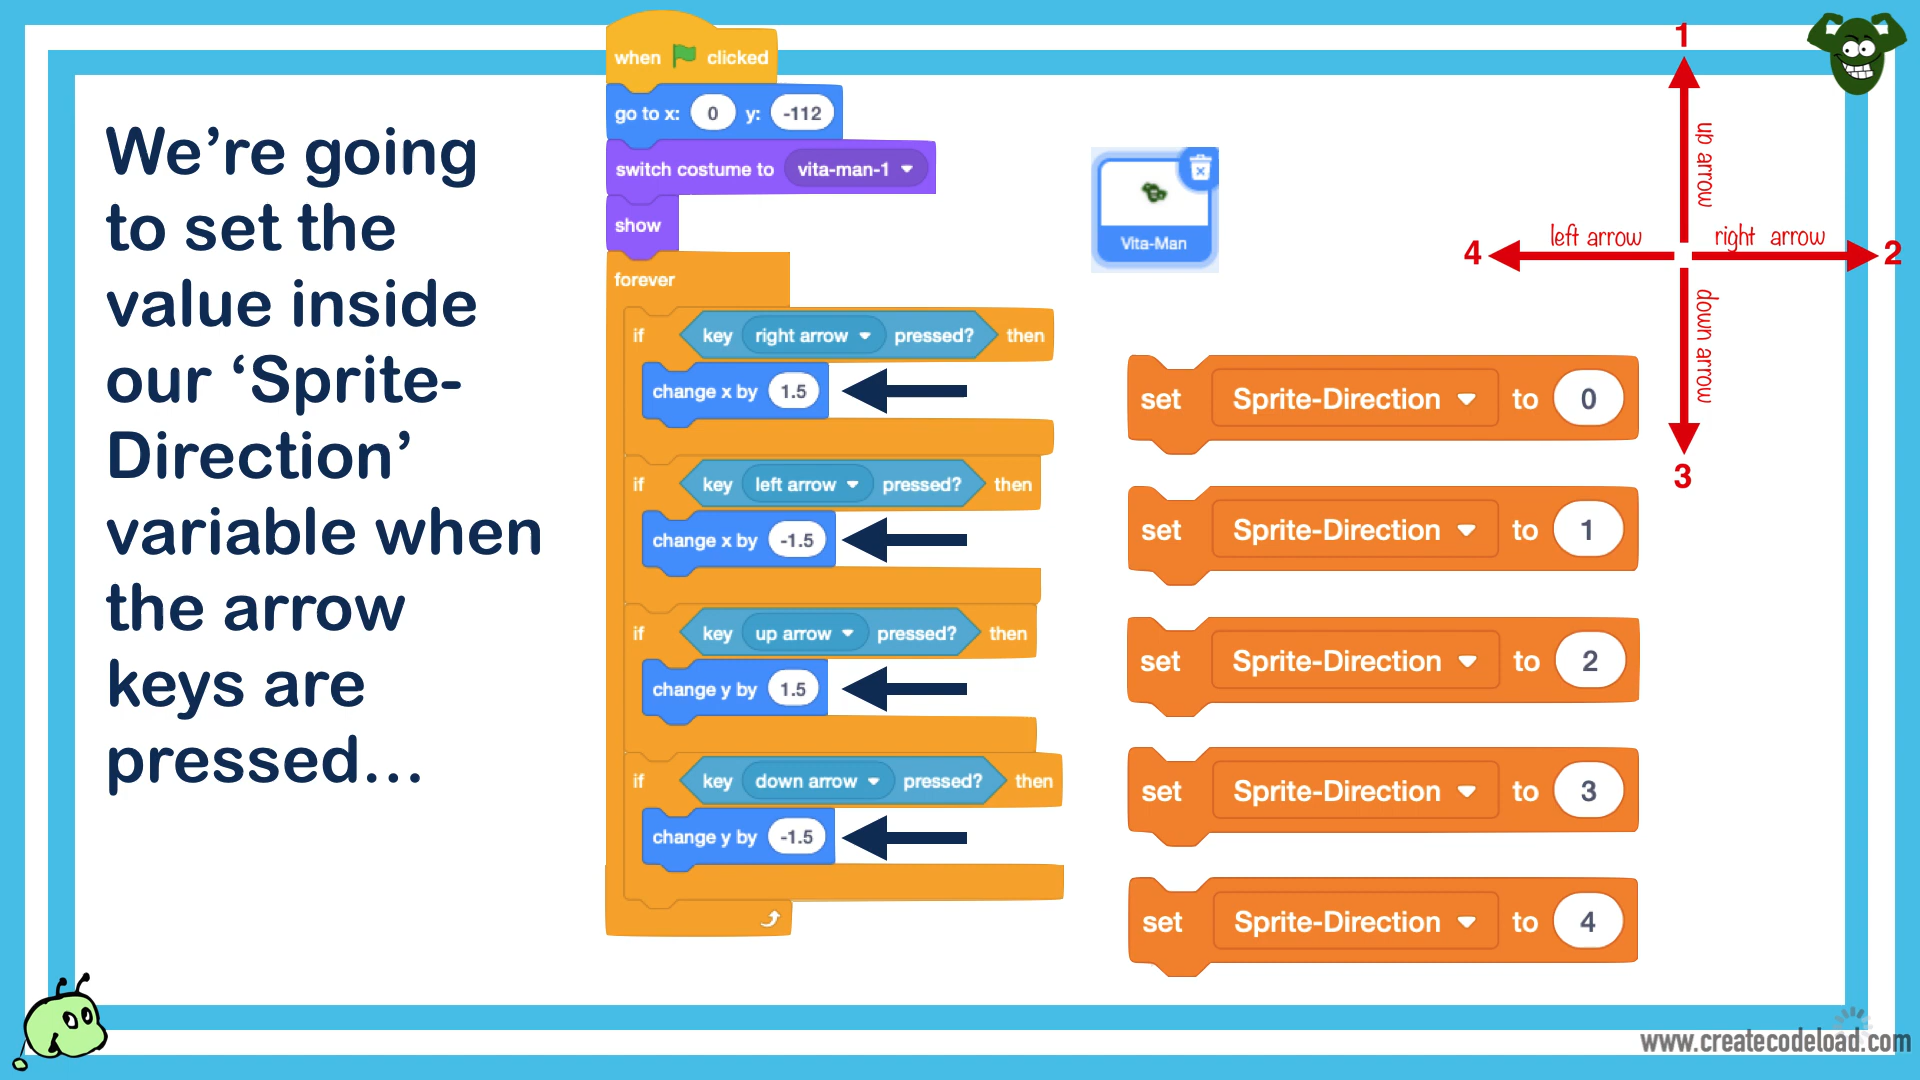 We’re going
to set the
value inside
our ‘Sprite-
Direction’
variable when
the arrow
keys are
pressed…
when clicked
go to x: 0 y: -112
switch costume to vita-man-1
show
forever
if key right arrow pressed? then
change x by 1.5
if key left arrow pressed? then
change x by -1.5
if key up arrow pressed? then
change y by 1.5
if key down arrow pressed? then
change y by -1.5
Vita-Man
1
up arrow
4 left arrow right arrow 2
down arrow
3
set Sprite-Direction to 0
set Sprite-Direction to 1
set Sprite-Direction to 2
set Sprite-Direction to 3
set Sprite-Direction to 4
www.createcodeload.com